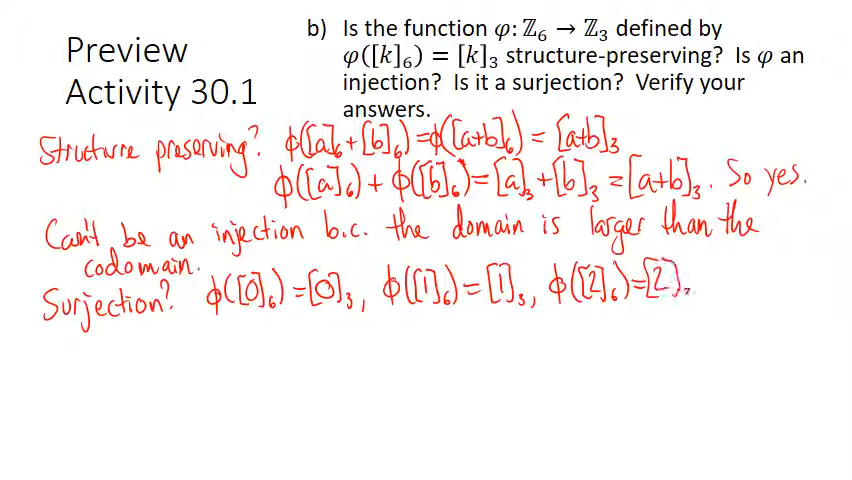 Preview
Activity 30.1
b) Is the function φ: ℤ₆ → ℤ₃ defined by
φ([k]₆) = [k]₃ structure-preserving? Is φ an
injection? Is it a surjection? Verify your
answers.
Structure preserving? ϕ([a]₆+[b]₆) = ϕ([a+b]₆) = [a+b]₃
ϕ([a]₆) + ϕ([b]₆) = [a]₃ + [b]₃ = [a+b]₃. So yes.
Can't be an injection b.c. the domain is larger than the
codomain.
Surjection? ϕ([0]₆) = [0]₃, ϕ([1]₆) = [1]₃, ϕ([2]₆) = [2]